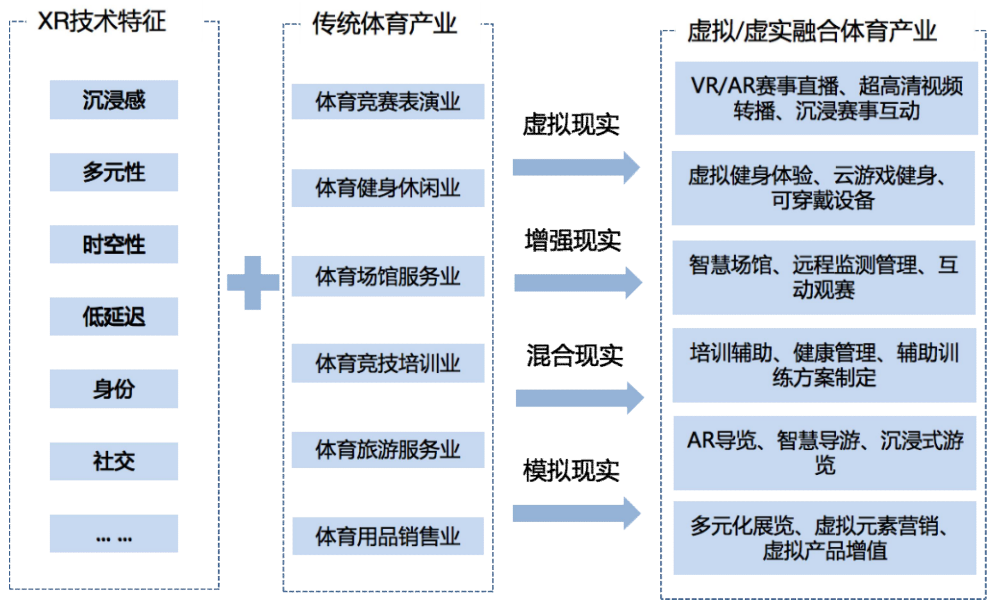 XR技术特征
沉浸感
多元性
时空性
低延迟
身份
社交
... ...
传统体育产业
体育竞赛表演业
体育健身休闲业
体育场馆服务业
体育竞技培训业
体育旅游服务业
体育用品销售业
虚拟现实
增强现实
混合现实
模拟现实
虚拟/虚实融合体育产业
VR/AR赛事直播、超高清视频
转播、沉浸赛事互动
虚拟健身体验、云游戏健身、
可穿戴设备
智慧场馆、远程监测管理、互
动观赛
培训辅助、健康管理、辅助训
练方案制定
AR导览、智慧导游、沉浸式游
览
多元化展览、虚拟元素营销、
虚拟产品增值